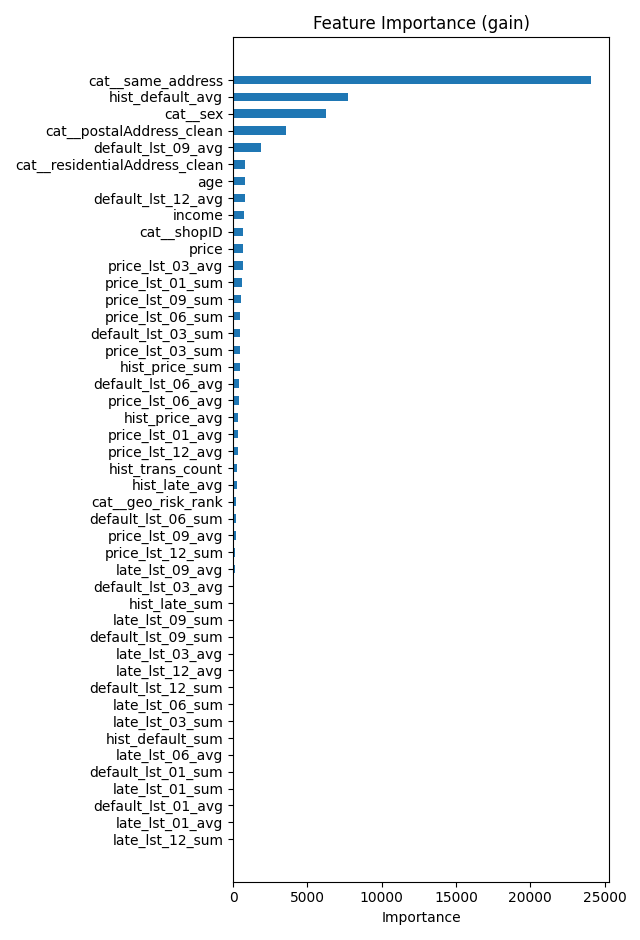 Feature Importance (gain)
cat__same_address
hist_default_avg
cat__sex
cat__postalAddress_clean
default_lst_09_avg
cat__residentialAddress_clean
age
default_lst_12_avg
income
cat__shopID
price
price_lst_03_avg
price_lst_01_sum
price_lst_09_sum
price_lst_06_sum
default_lst_03_sum
price_lst_03_sum
hist_price_sum
default_lst_06_avg
price_lst_06_avg
hist_price_avg
price_lst_01_avg
price_lst_12_avg
hist_trans_count
hist_late_avg
cat__geo_risk_rank
default_lst_06_sum
price_lst_09_avg
price_lst_12_sum
late_lst_09_avg
default_lst_03_avg
hist_late_sum
late_lst_09_sum
default_lst_09_sum
late_lst_03_avg
late_lst_12_avg
default_lst_12_sum
late_lst_06_sum
late_lst_03_sum
hist_default_sum
late_lst_06_avg
default_lst_01_sum
late_lst_01_sum
default_lst_01_avg
late_lst_01_avg
late_lst_12_sum
0 5000 10000 15000 20000 25000
Importance